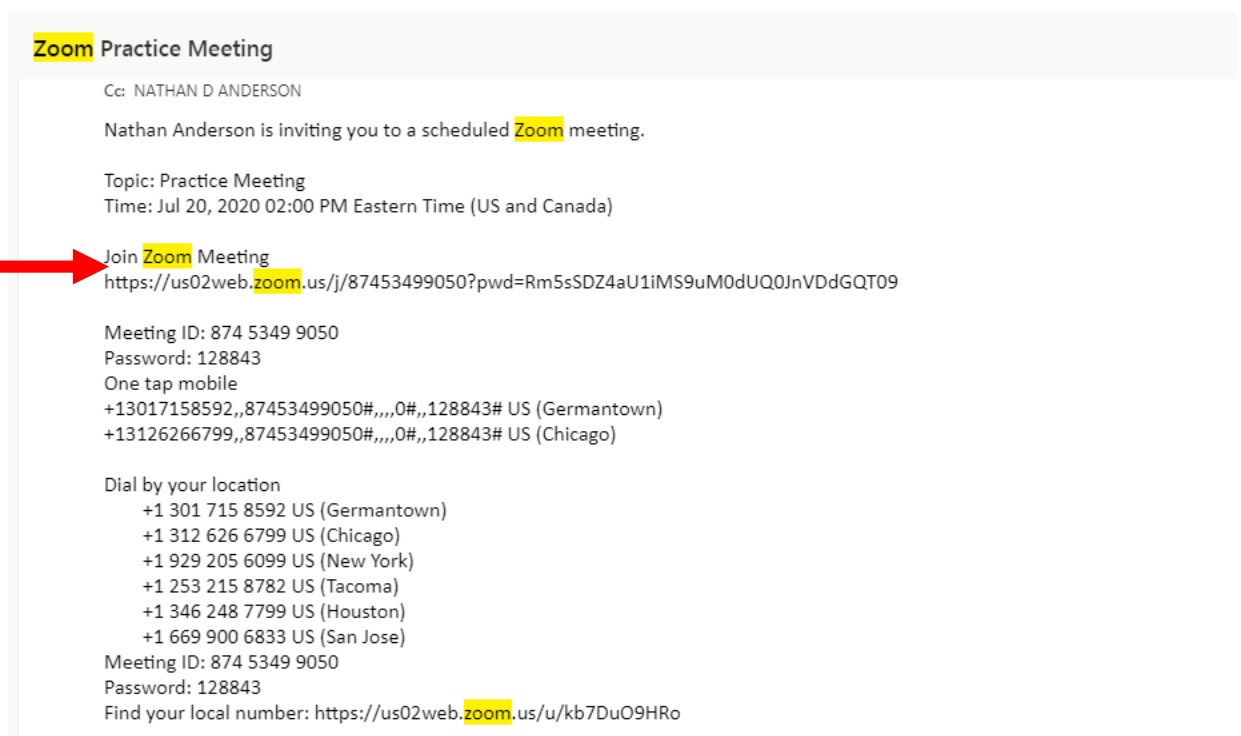 Zoom Practice Meeting
Cc: NATHAN D ANDERSON
Nathan Anderson is inviting you to a scheduled Zoom meeting.
Topic: Practice Meeting
Time: Jul 20, 2020 02:00 PM Eastern Time (US and Canada)
Join Zoom Meeting
https://us02web.zoom.us/j/87453499050?pwd=Rm5sSDZ4aU1iMS9uM0dUQ0JnVDdGQT09
Meeting ID: 874 5349 9050
Password: 128843
One tap mobile
+13017158592,,87453499050#,,,,0#,,128843# US (Germantown)
+13126266799,,87453499050#,,,,0#,,128843# US (Chicago)
Dial by your location
+1 301 715 8592 US (Germantown)
+1 312 626 6799 US (Chicago)
+1 929 205 6099 US (New York)
+1 253 215 8782 US (Tacoma)
+1 346 248 7799 US (Houston)
+1 669 900 6833 US (San Jose)
Meeting ID: 874 5349 9050
Password: 128843
Find your local number: https://us02web.zoom.us/u/kb7DuO9HRo